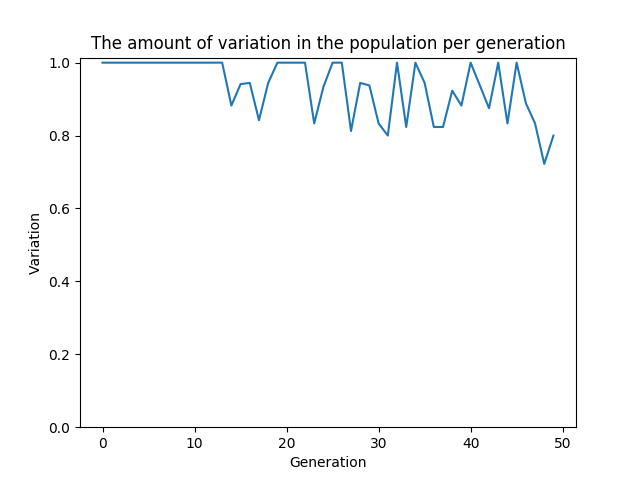 The amount of variation in the population per generation
1.0
0.8
0.6
0.4
0.2
0.0
Variation
0 10 20 30 40 50
Generation